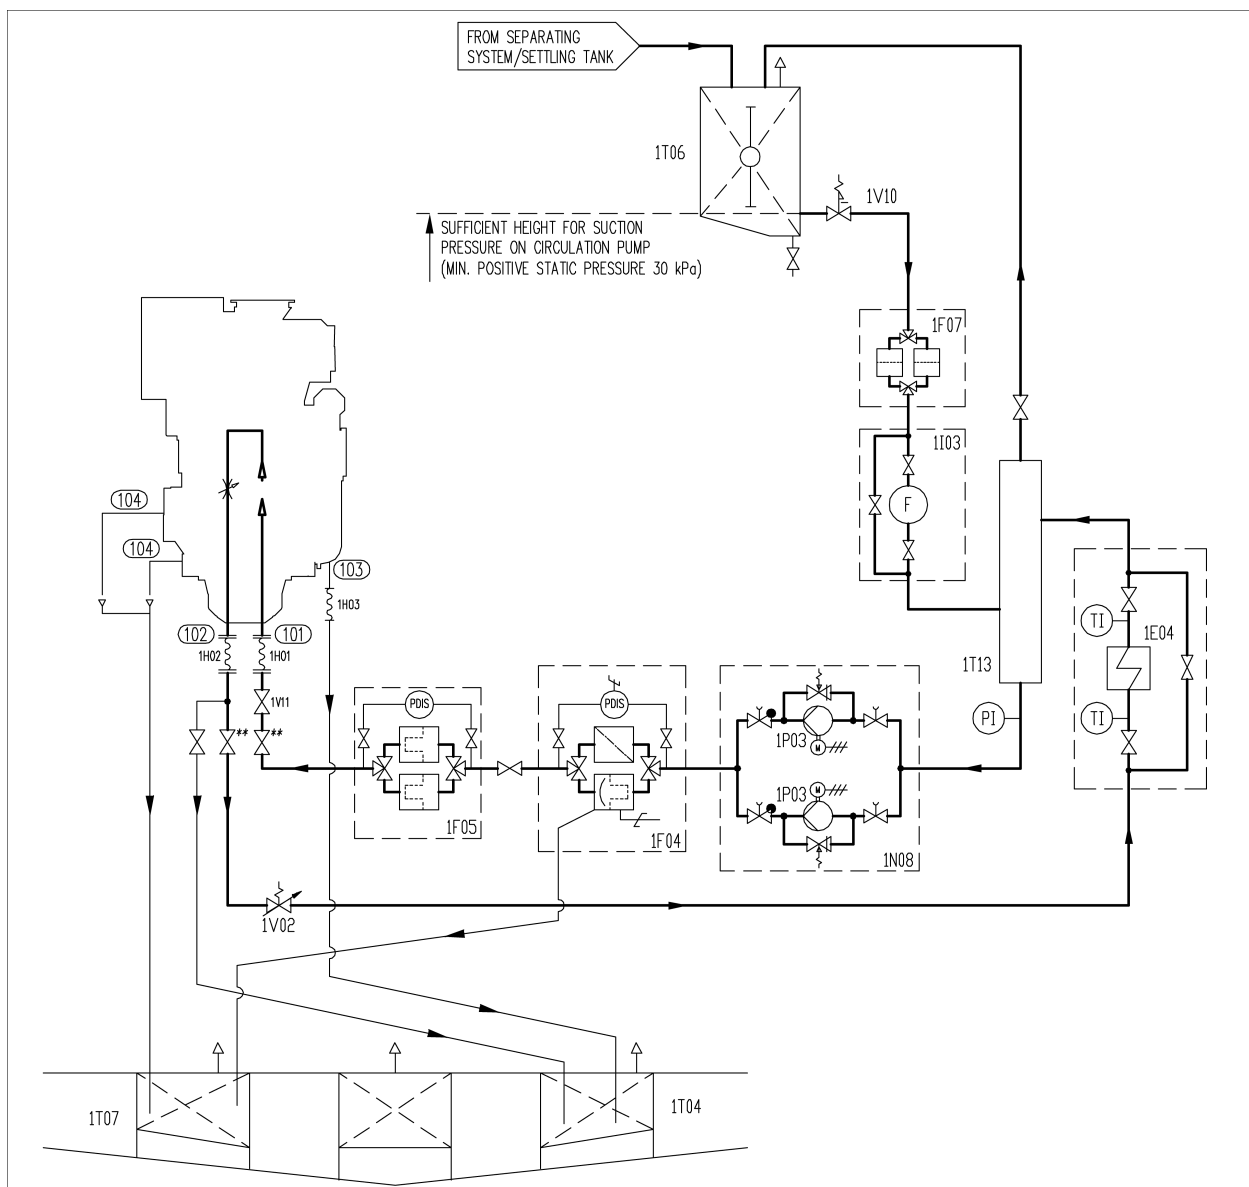 FROM SEPARATING
SYSTEM/SETTLING TANK
1T06
1V10
SUFFICIENT HEIGHT FOR SUCTION
PRESSURE ON CIRCULATION PUMP
(MIN. POSITIVE STATIC PRESSURE 30 kPa)
1F07
1I03
F
104
104
103
1H03
102
101
1H02
1H01
1V11
**
**
PDIS
PDIS
1P03
M
1P03
M
1F05
1F04
1N08
PI
1T13
TI
1E04
TI
1V02
1T07
1T04